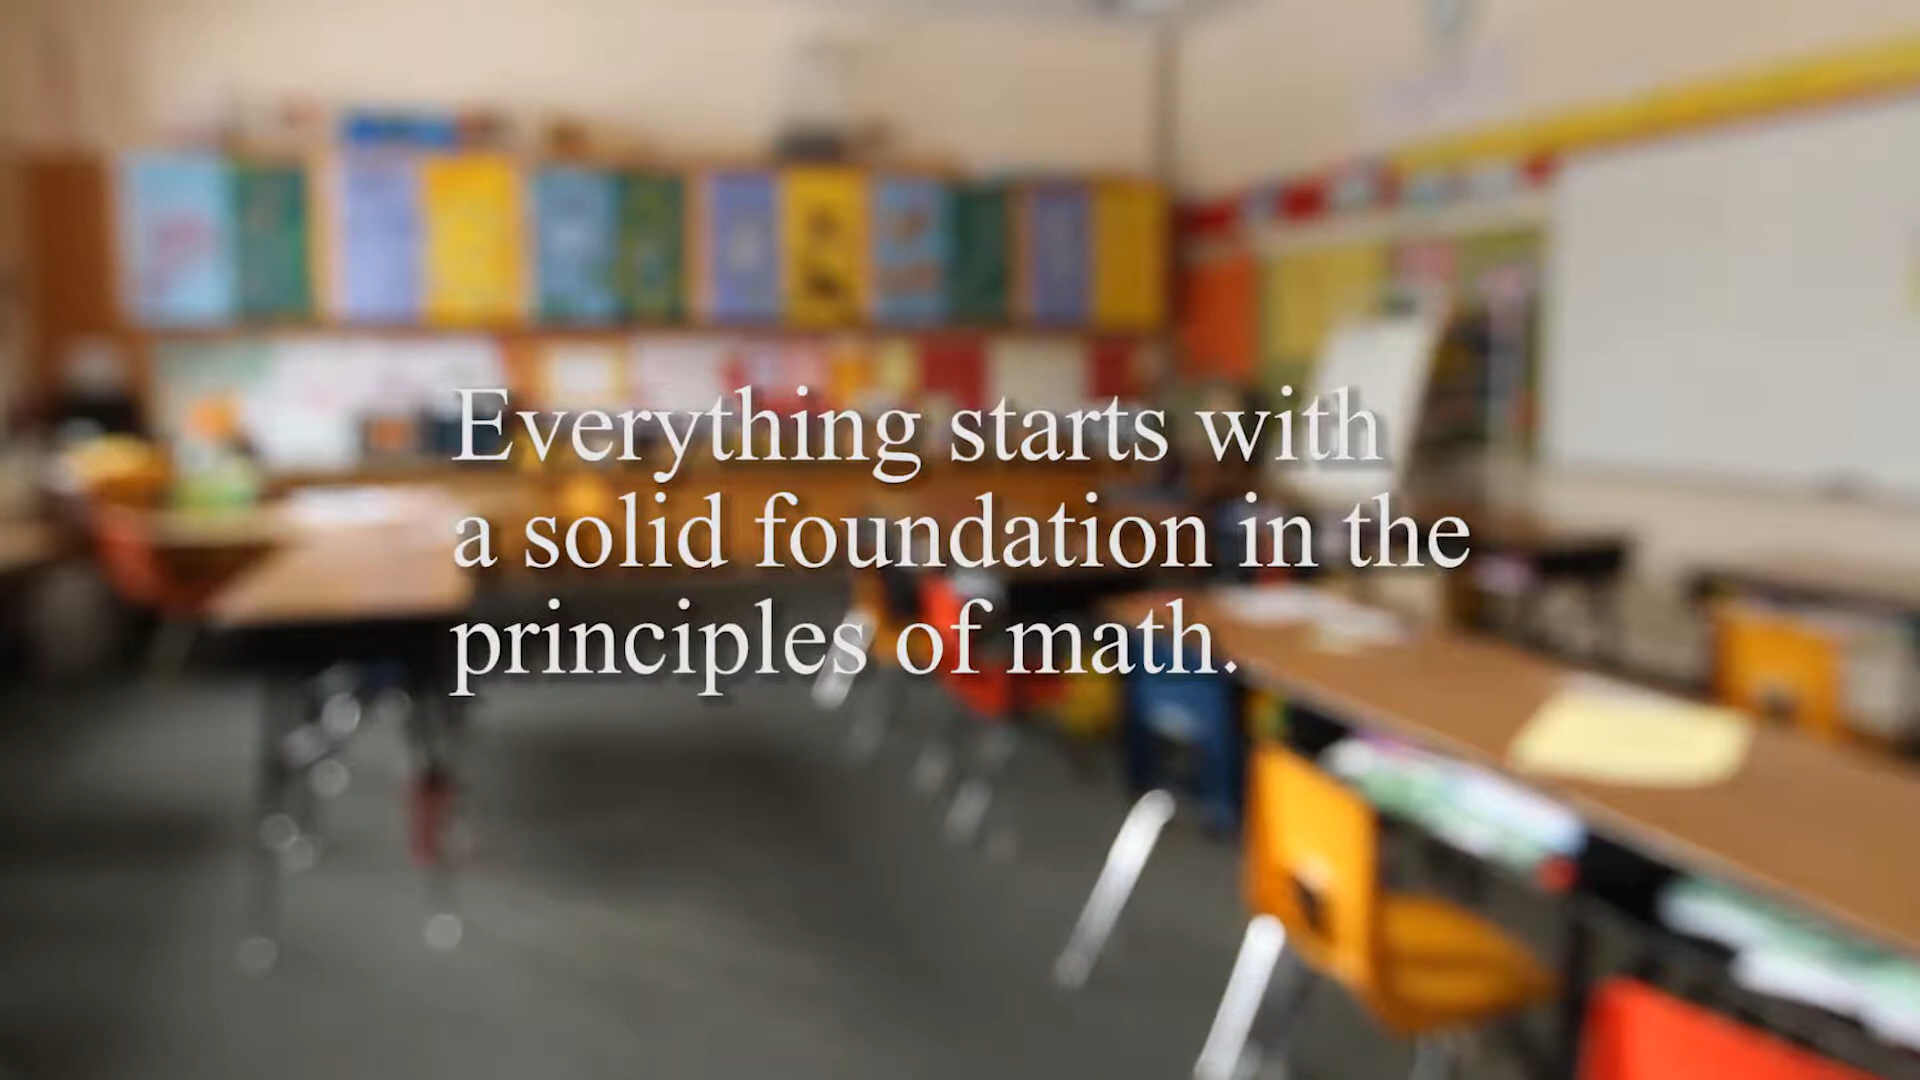 Everything starts with
a solid foundation in the
principles of math.